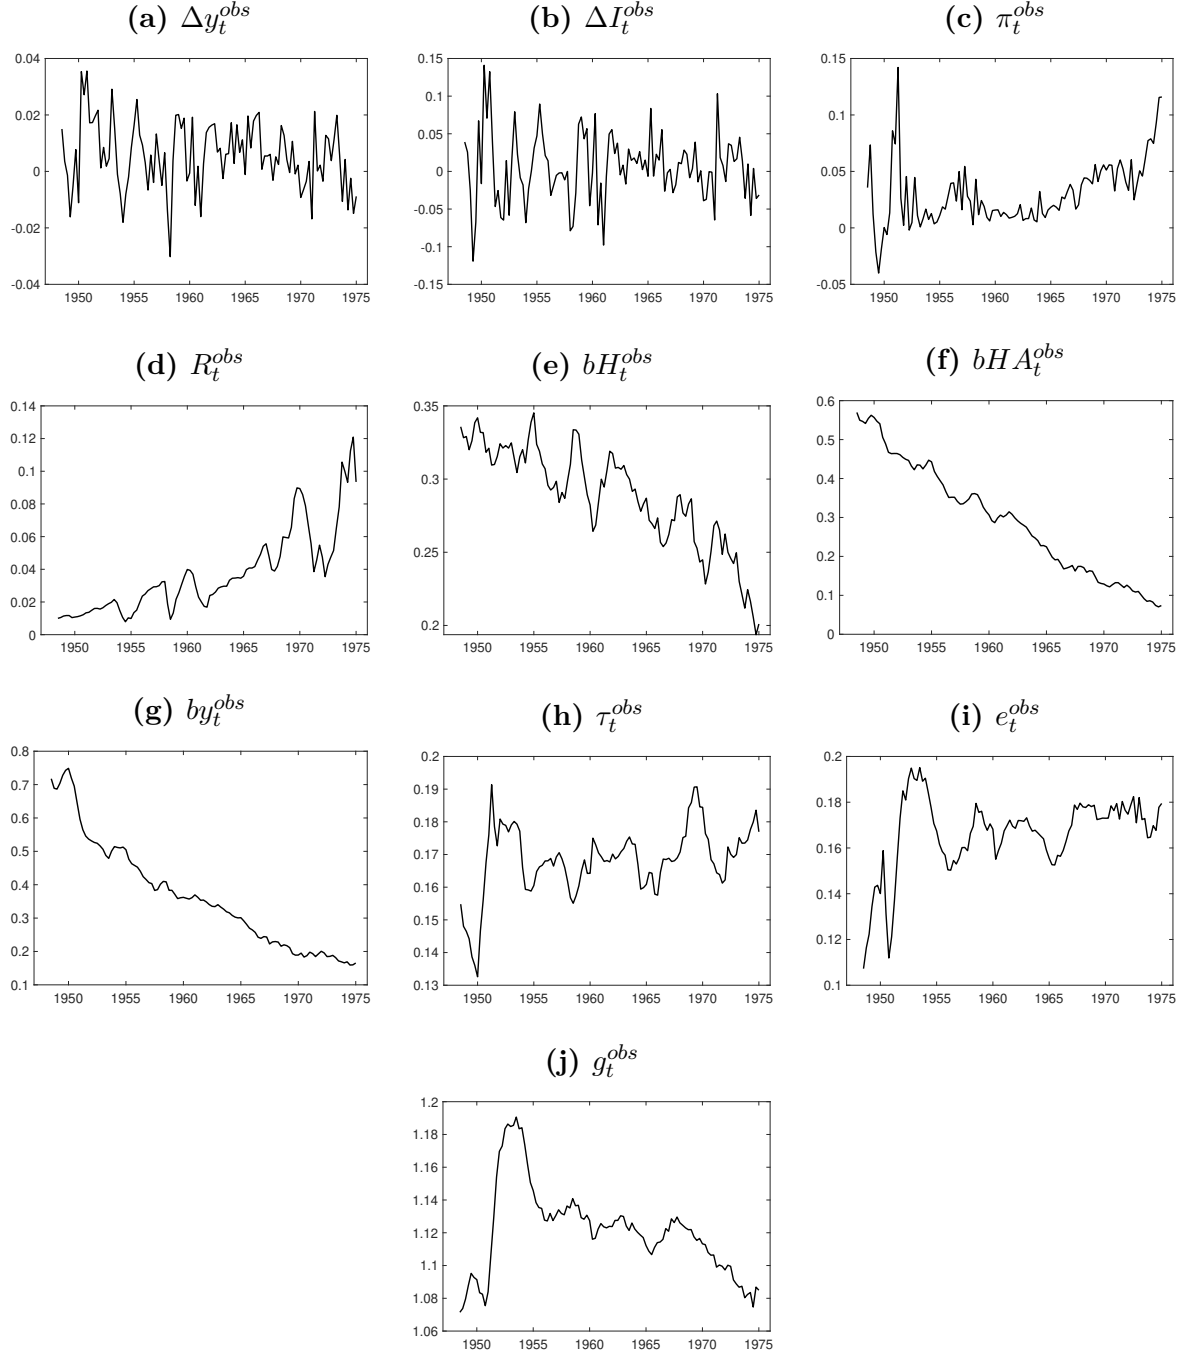 (a) Δy_t^{obs} (b) ΔI_t^{obs} (c) π_t^{obs}
0.04 0.15 0.15
0.02 0.1 0.1
0.05
0 0 0.05
-0.05
-0.02 0
-0.1
-0.04 -0.15 -0.05
1950 1955 1960 1965 1970 1975 1950 1955 1960 1965 1970 1975 1950 1955 1960 1965 1970 1975
(d) R_t^{obs} (e) bH_t^{obs} (f) bHA_t^{obs}
0.14 0.35 0.6
0.12 0.5
0.1 0.3 0.4
0.08
0.06 0.25 0.3
0.04 0.2
0.02 0.2 0.1
0 0
1950 1955 1960 1965 1970 1975 1950 1955 1960 1965 1970 1975 1950 1955 1960 1965 1970 1975
(g) by_t^{obs} (h) τ_t^{obs} (i) e_t^{obs}
0.8 0.2 0.2
0.7 0.19
0.6 0.18 0.18
0.5 0.17 0.16
0.4 0.16
0.3 0.15 0.14
0.2 0.14 0.12
0.1 0.13 0.1
1950 1955 1960 1965 1970 1975 1950 1955 1960 1965 1970 1975 1950 1955 1960 1965 1970 1975
(j) g_t^{obs}
1.2
1.18
1.16
1.14
1.12
1.1
1.08
1.06
1950 1955 1960 1965 1970 1975